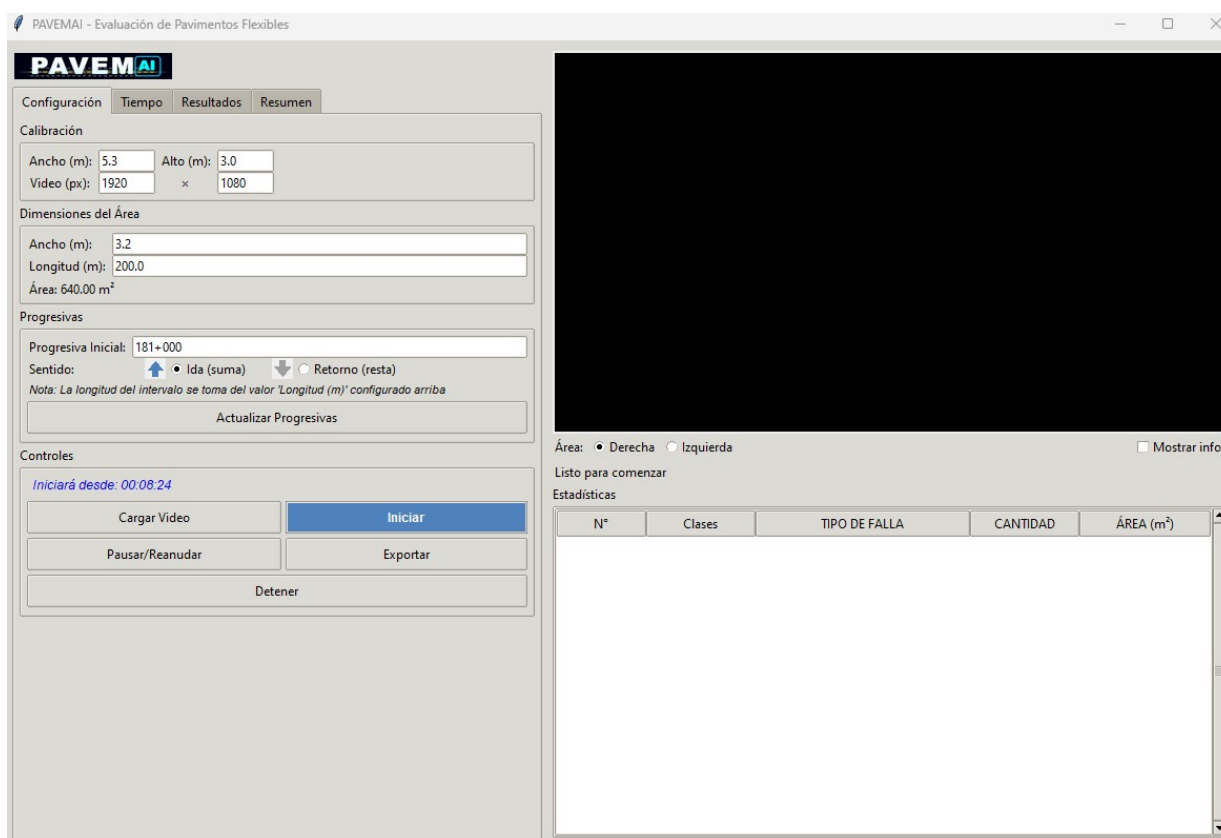 PAVEMAI - Evaluación de Pavimentos Flexibles
PAVEMAI
Configuración Tiempo Resultados Resumen
Calibración
Ancho (m): 5.3 Alto (m): 3.0
Video (px): 1920 × 1080
Dimensiones del Área
Ancho (m): 3.2
Longitud (m): 200.0
Área: 640.00 m²
Progresivas
Progresiva Inicial: 181+000
Sentido: Ida (suma) Retorno (resta)
Nota: La longitud del intervalo se toma del valor 'Longitud (m)' configurado arriba
Actualizar Progresivas
Controles
Iniciará desde: 00:08:24
Cargar Video Iniciar
Pausar/Reanudar Exportar
Detener
Área: Derecha Izquierda Mostrar info
Listo para comenzar
Estadísticas
N° Clases TIPO DE FALLA CANTIDAD ÁREA (m²)